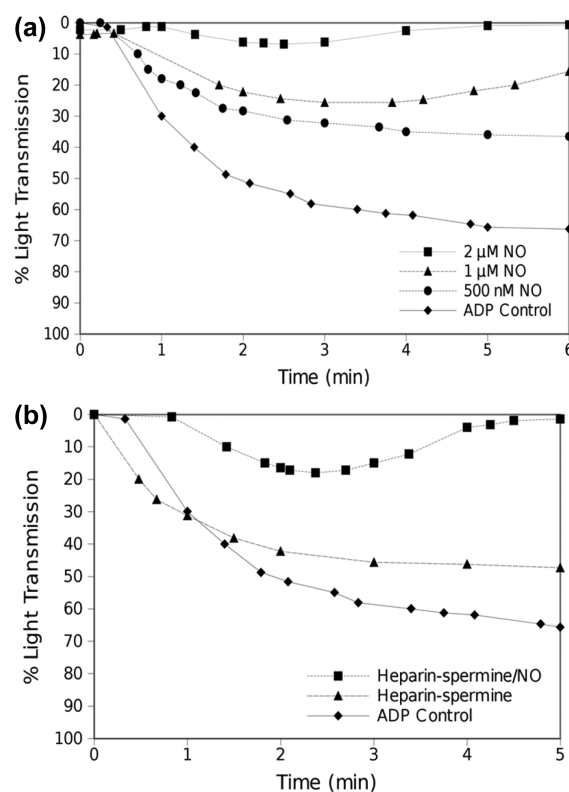 (a)
0
10
20
30
40
50
60
70
80
90
100
% Light Transmission
2 µM NO
1 µM NO
500 nM NO
ADP Control
0 1 2 3 4 5 6
Time (min)
(b)
0
10
20
30
40
50
60
70
80
90
100
% Light Transmission
Heparin-spermine/NO
Heparin-spermine
ADP Control
0 1 2 3 4 5
Time (min)